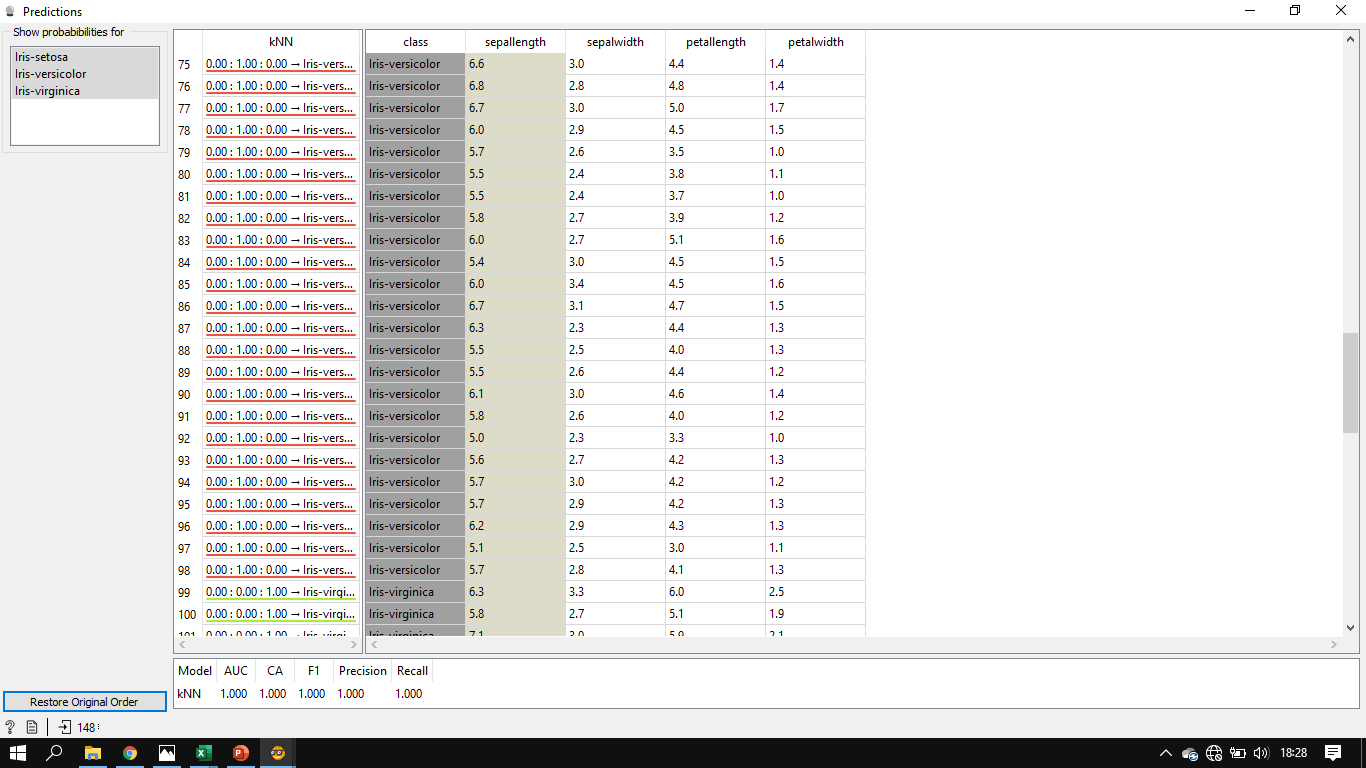 Predictions
Show probabilities for
Iris-setosa
Iris-versicolor
Iris-virginica
kNN class sepallength sepalwidth petallength petalwidth
75 0.00 : 1.00 : 0.00 → Iris-vers... Iris-versicolor 6.6 3.0 4.4 1.4
76 0.00 : 1.00 : 0.00 → Iris-vers... Iris-versicolor 6.8 2.8 4.8 1.4
77 0.00 : 1.00 : 0.00 → Iris-vers... Iris-versicolor 6.7 3.0 5.0 1.7
78 0.00 : 1.00 : 0.00 → Iris-vers... Iris-versicolor 6.0 2.9 4.5 1.5
79 0.00 : 1.00 : 0.00 → Iris-vers... Iris-versicolor 5.7 2.6 3.5 1.0
80 0.00 : 1.00 : 0.00 → Iris-vers... Iris-versicolor 5.5 2.4 3.8 1.1
81 0.00 : 1.00 : 0.00 → Iris-vers... Iris-versicolor 5.5 2.4 3.7 1.0
82 0.00 : 1.00 : 0.00 → Iris-vers... Iris-versicolor 5.8 2.7 3.9 1.2
83 0.00 : 1.00 : 0.00 → Iris-vers... Iris-versicolor 6.0 2.7 5.1 1.6
84 0.00 : 1.00 : 0.00 → Iris-vers... Iris-versicolor 5.4 3.0 4.5 1.5
85 0.00 : 1.00 : 0.00 → Iris-vers... Iris-versicolor 6.0 3.4 4.5 1.6
86 0.00 : 1.00 : 0.00 → Iris-vers... Iris-versicolor 6.7 3.1 4.7 1.5
87 0.00 : 1.00 : 0.00 → Iris-vers... Iris-versicolor 6.3 2.3 4.4 1.3
88 0.00 : 1.00 : 0.00 → Iris-vers... Iris-versicolor 5.5 2.5 4.0 1.3
89 0.00 : 1.00 : 0.00 → Iris-vers... Iris-versicolor 5.5 2.6 4.4 1.2
90 0.00 : 1.00 : 0.00 → Iris-vers... Iris-versicolor 6.1 3.0 4.6 1.4
91 0.00 : 1.00 : 0.00 → Iris-vers... Iris-versicolor 5.8 2.6 4.0 1.2
92 0.00 : 1.00 : 0.00 → Iris-vers... Iris-versicolor 5.0 2.3 3.3 1.0
93 0.00 : 1.00 : 0.00 → Iris-vers... Iris-versicolor 5.6 2.7 4.2 1.3
94 0.00 : 1.00 : 0.00 → Iris-vers... Iris-versicolor 5.7 3.0 4.2 1.2
95 0.00 : 1.00 : 0.00 → Iris-vers... Iris-versicolor 5.7 2.9 4.2 1.3
96 0.00 : 1.00 : 0.00 → Iris-vers... Iris-versicolor 6.2 2.9 4.3 1.3
97 0.00 : 1.00 : 0.00 → Iris-vers... Iris-versicolor 5.1 2.5 3.0 1.1
98 0.00 : 1.00 : 0.00 → Iris-vers... Iris-versicolor 5.7 2.8 4.1 1.3
99 0.00 : 0.00 : 1.00 → Iris-virgi... Iris-virginica 6.3 3.3 6.0 2.5
100 0.00 : 0.00 : 1.00 → Iris-virgi... Iris-virginica 5.8 2.7 5.1 1.9
101 0.00 : 0.00 : 1.00 → Iris-virgi... Iris-virginica 7.1 3.0 5.9 2.1
Model AUC CA F1 Precision Recall
kNN 1.000 1.000 1.000 1.000 1.000
Restore Original Order
148
18:28